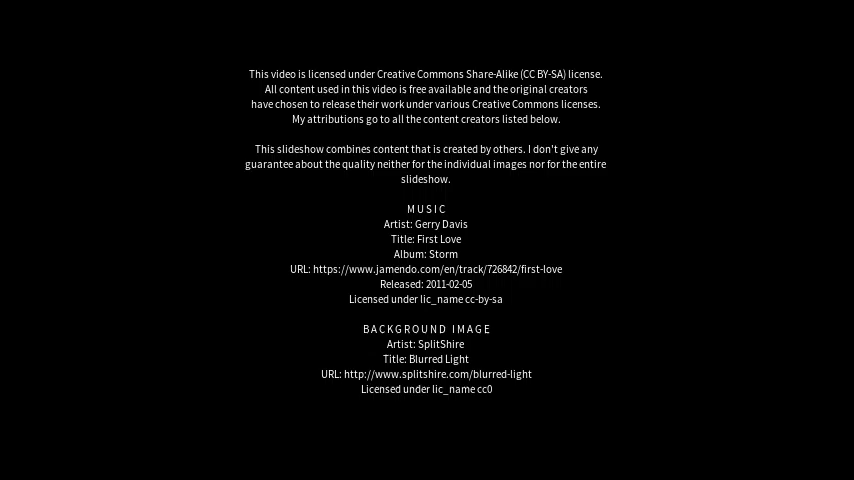 This video is licensed under Creative Commons Share-Alike (CC BY-SA) license.
All content used in this video is free available and the original creators
have chosen to release their work under various Creative Commons licenses.
My attributions go to all the content creators listed below.
This slideshow combines content that is created by others. I don't give any
guarantee about the quality neither for the individual images nor for the entire
slideshow.
MUSIC
Artist: Gerry Davis
Title: First Love
Album: Storm
URL: https://www.jamendo.com/en/track/726842/first-love
Released: 2011-02-05
Licensed under lic_name cc-by-sa
BACKGROUND IMAGE
Artist: SplitShire
Title: Blurred Light
URL: http://www.splitshire.com/blurred-light
Licensed under lic_name cc0